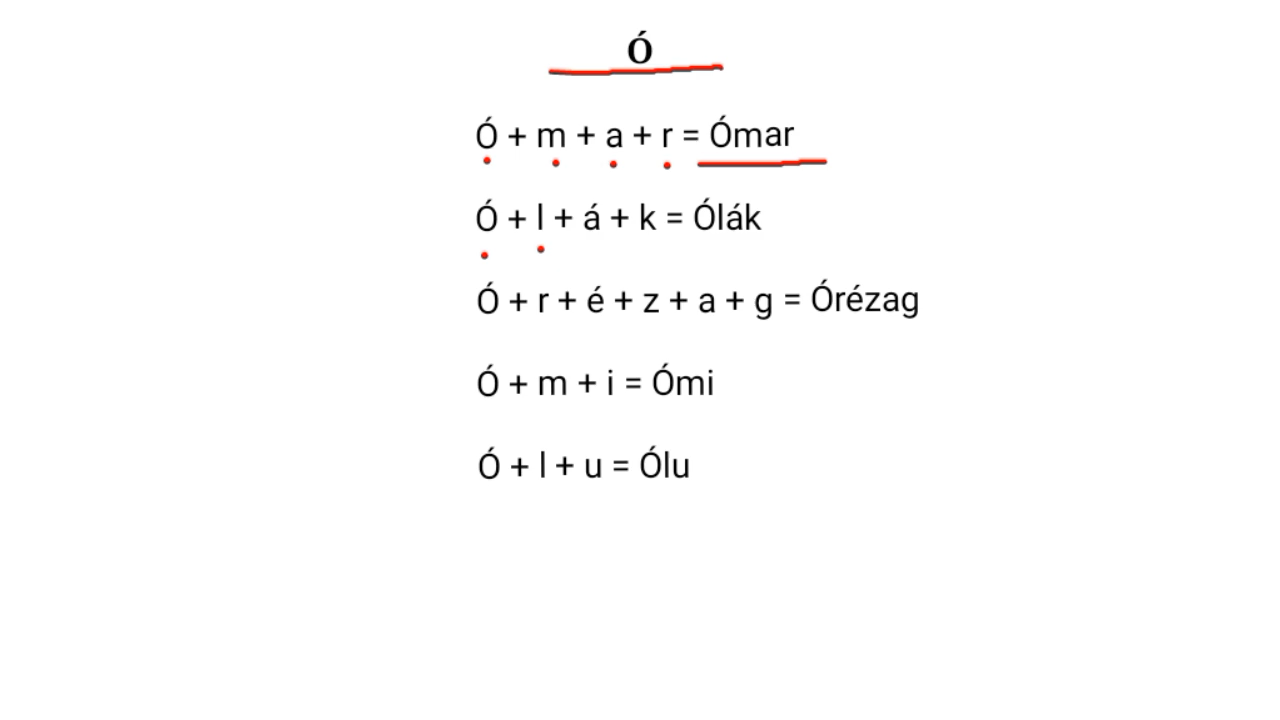 Ó
Ó + m + a + r = Ómar
Ó + l + á + k = Ólák
Ó + r + é + z + a + g = Órézag
Ó + m + i = Ómi
Ó + l + u = Ólu